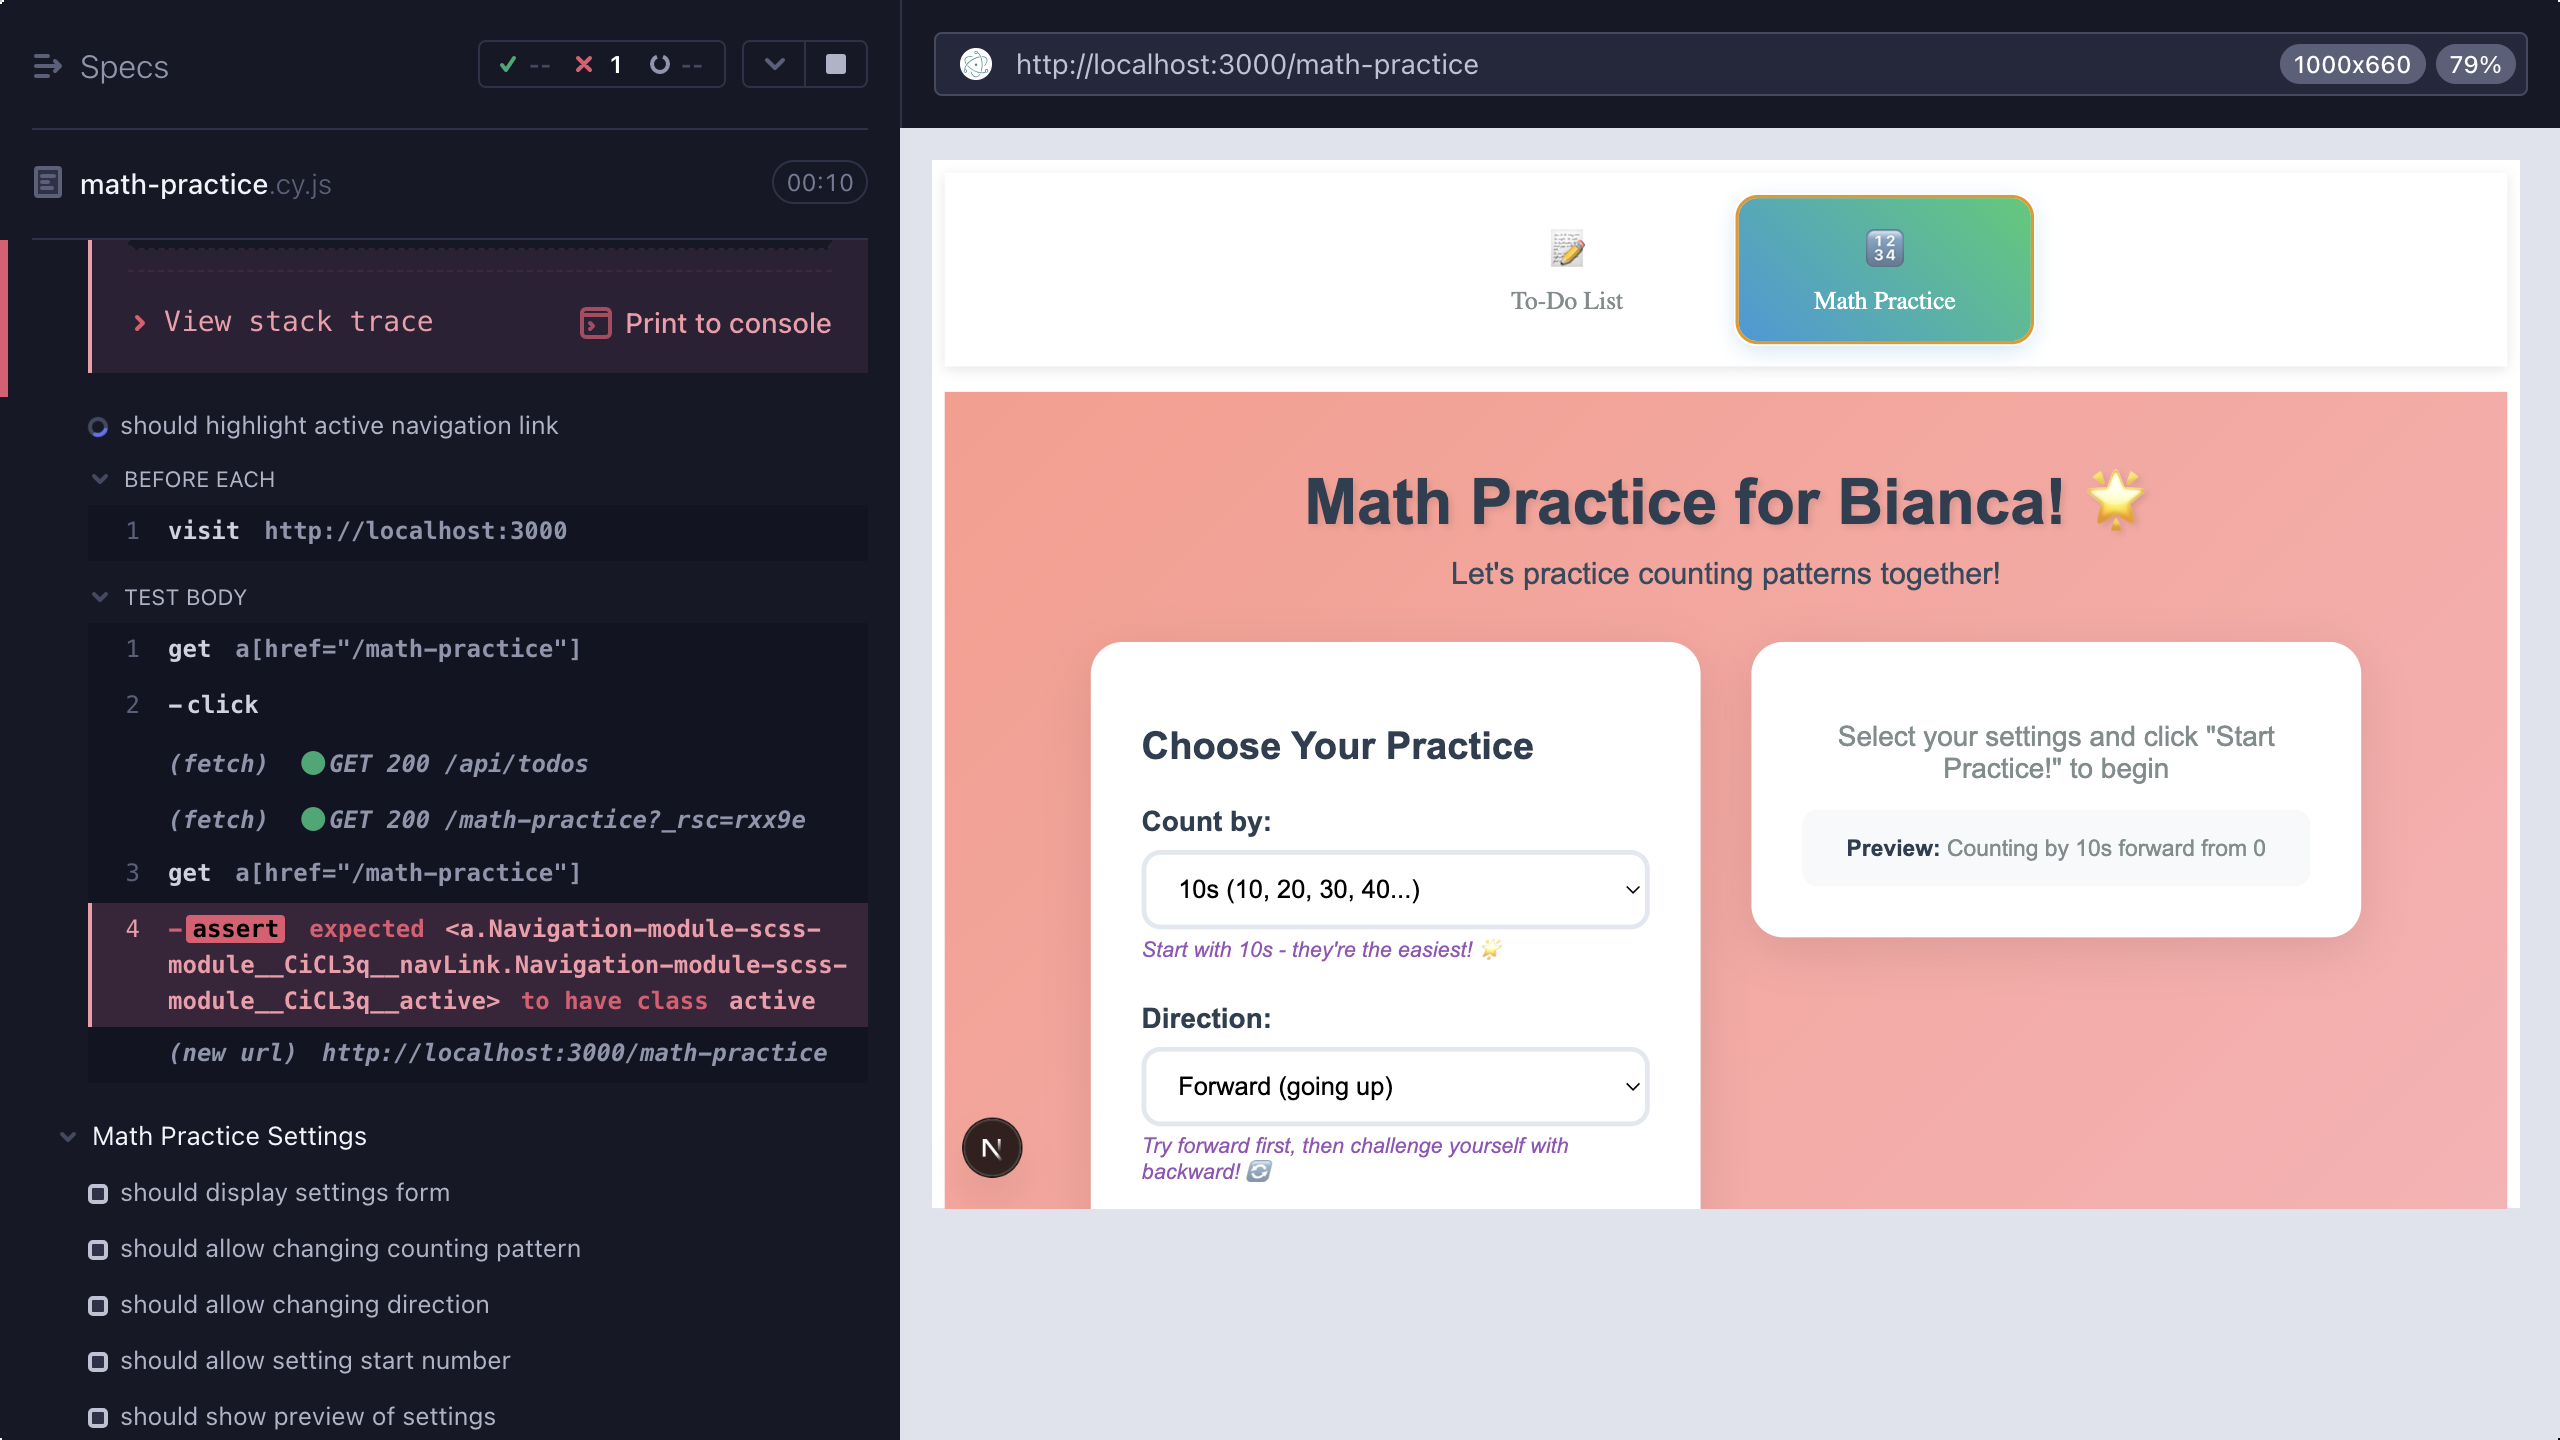 Specs
-- 1 --
math-practice.cy.js
00:10
View stack trace
Print to console
should highlight active navigation link
BEFORE EACH
1 visit http://localhost:3000
TEST BODY
1 get a[href="/math-practice"]
2 -click
(fetch) GET 200 /api/todos
(fetch) GET 200 /math-practice?_rsc=rxx9e
3 get a[href="/math-practice"]
4 -assert expected <a.Navigation-module-scss-
module__CiCL3q__navLink.Navigation-module-scss-
module__CiCL3q__active> to have class active
(new url) http://localhost:3000/math-practice
Math Practice Settings
should display settings form
should allow changing counting pattern
should allow changing direction
should allow setting start number
should show preview of settings
http://localhost:3000/math-practice
1000x660
79%
To-Do List
12
34
Math Practice
Math Practice for Bianca! 🌟
Let's practice counting patterns together!
Choose Your Practice
Count by:
10s (10, 20, 30, 40...)
Start with 10s - they're the easiest! 🌟
Direction:
Forward (going up)
Try forward first, then challenge yourself with
backward! 🔄
N
Select your settings and click "Start
Practice!" to begin
Preview: Counting by 10s forward from 0